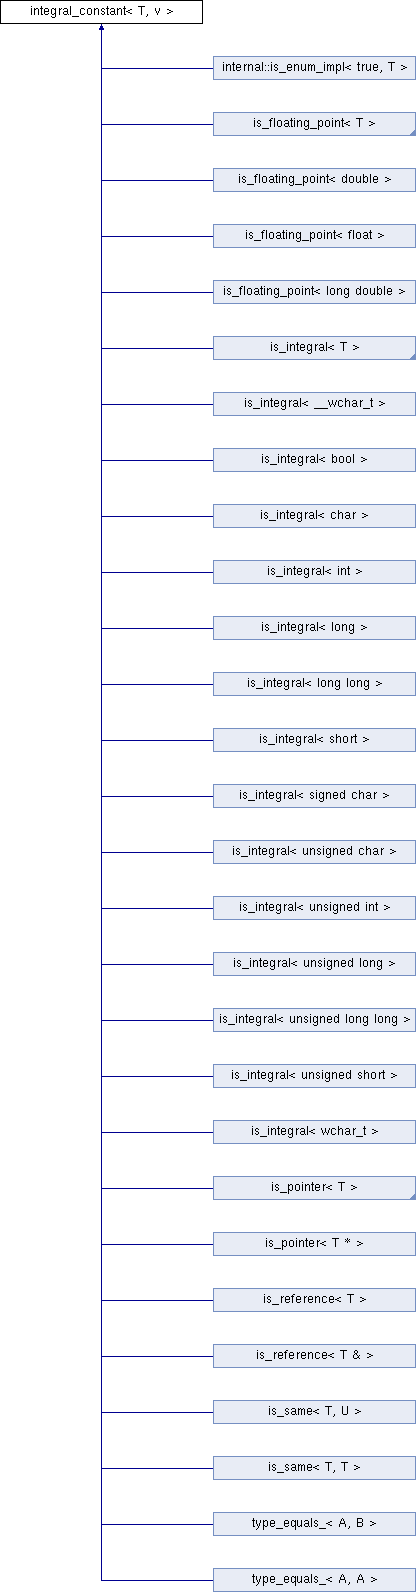 integral_constant< T, v >
internal::is_enum_impl< true, T >
is_floating_point< T >
is_floating_point< double >
is_floating_point< float >
is_floating_point< long double >
is_integral< T >
is_integral< __wchar_t >
is_integral< bool >
is_integral< char >
is_integral< int >
is_integral< long >
is_integral< long long >
is_integral< short >
is_integral< signed char >
is_integral< unsigned char >
is_integral< unsigned int >
is_integral< unsigned long >
is_integral< unsigned long long >
is_integral< unsigned short >
is_integral< wchar_t >
is_pointer< T >
is_pointer< T * >
is_reference< T >
is_reference< T & >
is_same< T, U >
is_same< T, T >
type_equals_< A, B >
type_equals_< A, A >